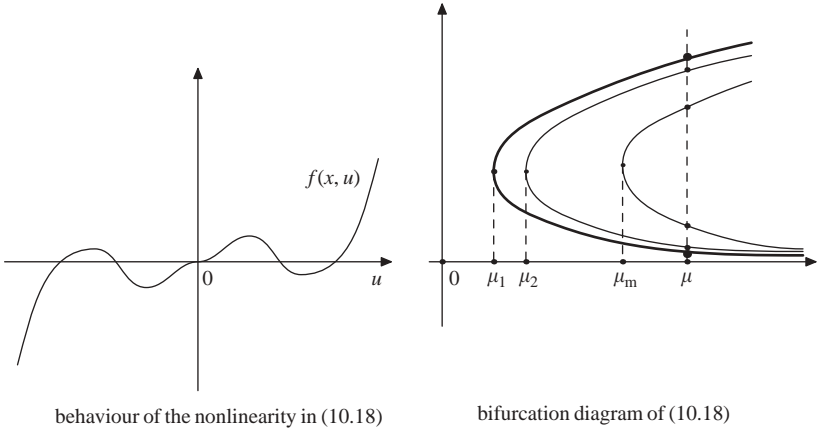 f(x, u)
0
u
0
μ1
μ2
μm
μ
behaviour of the nonlinearity in (10.18)
bifurcation diagram of (10.18)